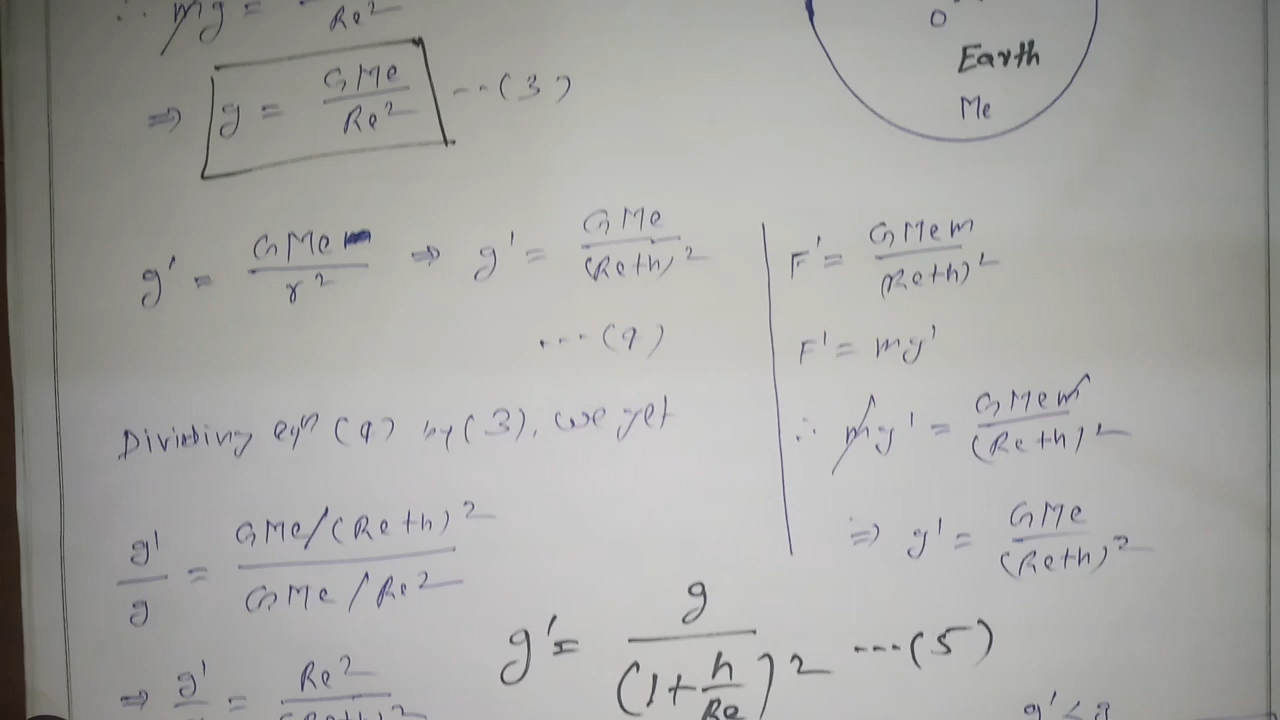 ∴ mg = / Re²
⇒ g = GMe / Re² ---(3)
O
Earth
Me
g' = GMe / r² ⇒ g' = GMe / (Re+h)²
---(4)
Dividing eqn (4) by (3), we get
g'/g = GMe/(Re+h)² / GMe/Re²
⇒ g' = Re² / (Re+h)²
g' = g / (1+h/Re)² ---(5)
F' = GMem / (Re+h)²
F' = mg'
∴ mg' = GMem / (Re+h)²
⇒ g' = GMe / (Re+h)²
g' < g